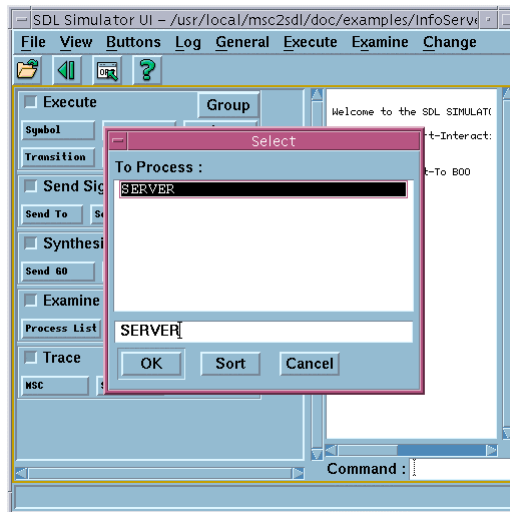 SDL Simulator UI – /usr/local/msc2sdl/doc/examples/InfoServe
File View Buttons Log General Execute Examine Change
Execute
Group
Welcome to the SDL SIMULATO
Symbol
t-Interact:
Select
Transition
To Process :
t-To BOO
SERVER
Send Sig
Send To
Synthesi
Send GO
Examine
Process List
SERVER
Trace
OK Sort Cancel
MSC
Command :